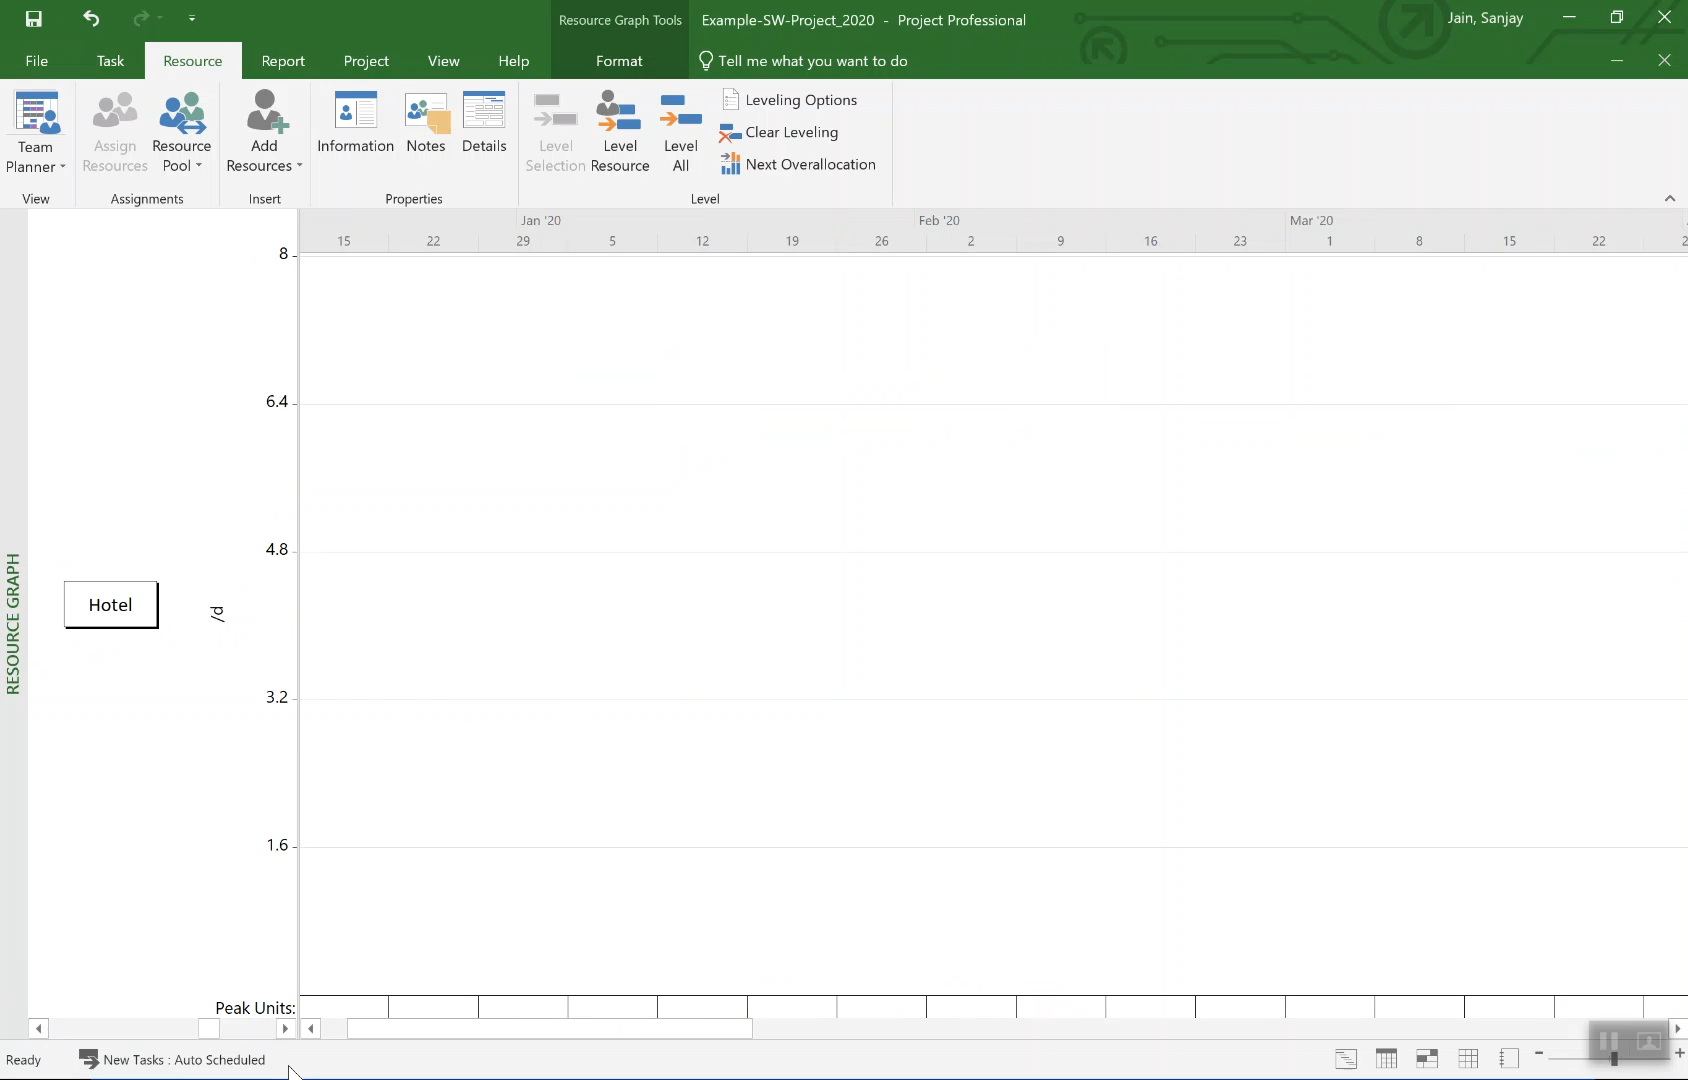 Resource Graph Tools
Example-SW-Project_2020 - Project Professional
Jain, Sanjay
File
Task
Resource
Report
Project
View
Help
Format
Tell me what you want to do
Team
Planner
Assign
Resources
Resource
Pool
Add
Resources
Information
Notes
Details
Level
Selection
Level
Resource
Level
All
Leveling Options
Clear Leveling
Next Overallocation
View
Assignments
Insert
Properties
Level
Jan '20
Feb '20
Mar '20
15
22
29
5
12
19
26
2
9
16
23
1
8
15
22
2
8
6.4
4.8
3.2
1.6
RESOURCE GRAPH
Hotel
/d
Peak Units:
Ready
New Tasks : Auto Scheduled